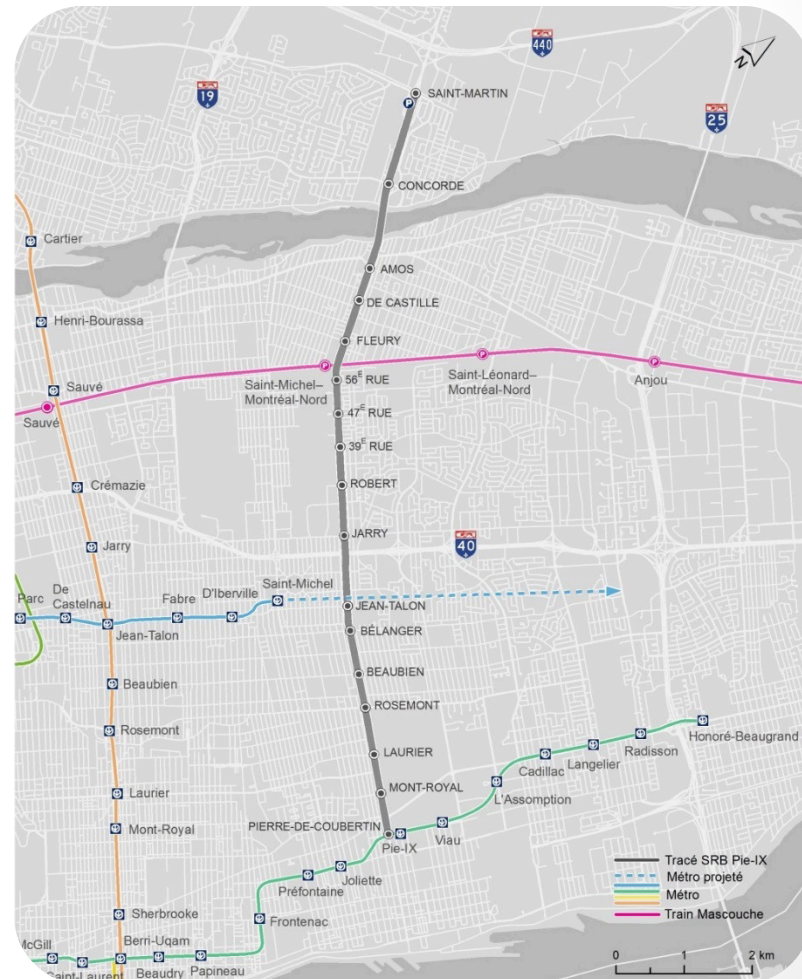 440
N
19
SAINT-MARTIN
P
25
CONCORDE
Cartier
AMOS
DE CASTILLE
Henri-Bourassa
FLEURY
P
P
P
Saint-Michel–
Montréal-Nord
56E RUE
Saint-Léonard–
Montréal-Nord
Anjou
Sauvé
Sauvé
47E RUE
39E RUE
Crémazie
ROBERT
Jarry
JARRY
40
Parc
De
Castelnau
Fabre
D'Iberville
Saint-Michel
Jean-Talon
JEAN-TALON
BÉLANGER
Beaubien
BEAUBIEN
Rosemont
ROSEMONT
Honoré-Beaugrand
Radisson
Langelier
Cadillac
LAURIER
Laurier
MONT-ROYAL
L'Assomption
Mont-Royal
PIERRE-DE-COUBERTIN
Pie-IX
Viau
Joliette
Préfontaine
Tracé SRB Pie-IX
Métro projeté
Métro
Train Mascouche
Sherbrooke
Frontenac
McGill
Saint-Laurent
Berri-Uqam
Beaudry
Papineau
0 1 2 km